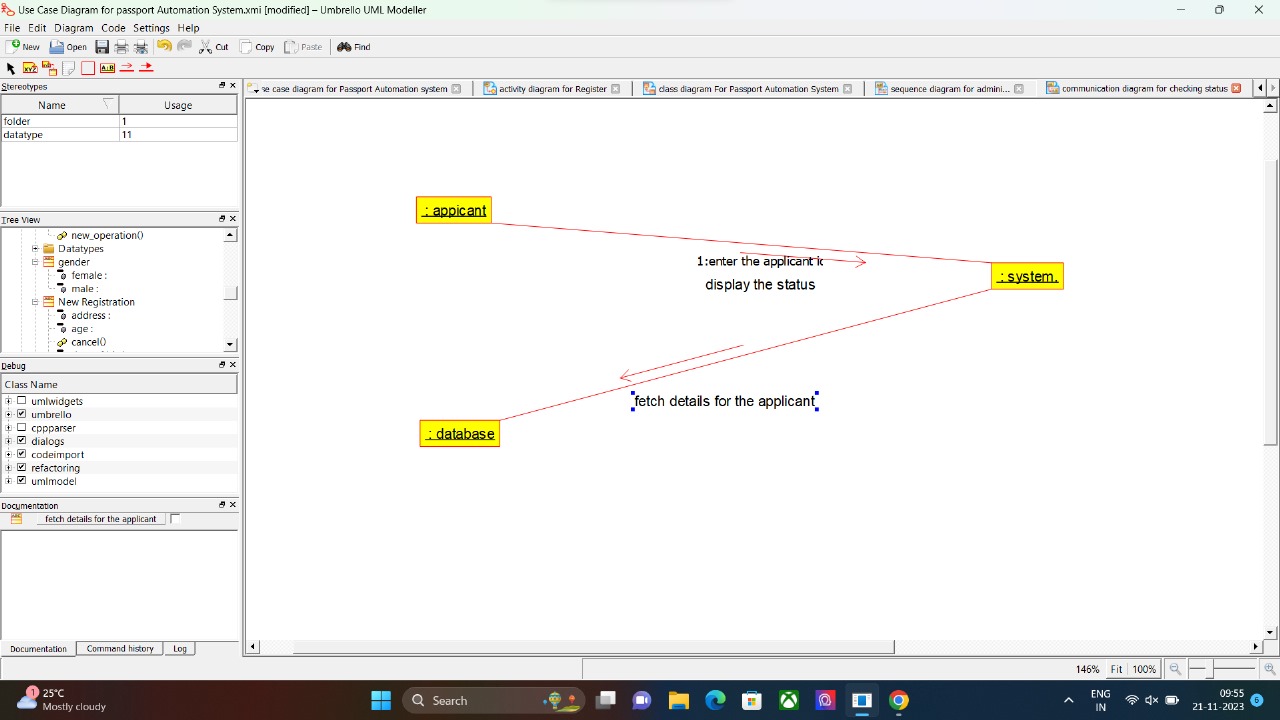 Use Case Diagram for passport Automation System.xmi [modified] – Umbrello UML Modeller
File Edit Diagram Code Settings Help
New Open Cut Copy Paste Find
Stereotypes
Name Usage
folder 1
datatype 11
Tree View
new_operation()
Datatypes
gender
female :
male :
New Registration
address :
age :
cancel()
Debug
Class Name
umlwidgets
umbrello
cppparser
dialogs
codeimport
refactoring
umlmodel
Documentation
fetch details for the applicant
Documentation Command history Log
case diagram for Passport Automation system activity diagram for Register class diagram For Passport Automation System sequence diagram for admini... communication diagram for checking status
: appicant
1:enter the applicant
display the status
: system.
fetch details for the applicant
: database
146% Fit 100%
1
25°C
Mostly cloudy
Search
ENG
IN
09:55
21-11-2023
6